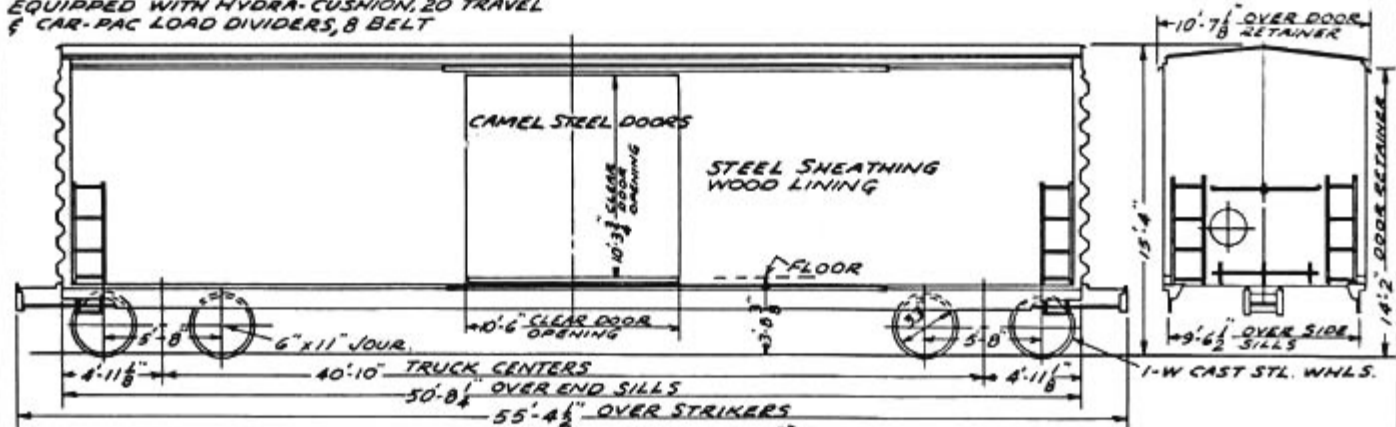 EQUIPPED WITH HYDRA-CUSHION, 20 TRAVEL
& CAR-PAC LOAD DIVIDERS, 8 BELT
10'-7 1/8" OVER DOOR
RETAINER
CAMEL STEEL DOORS
STEEL SHEATHING
WOOD LINING
10'-3 3/4" CLEAR
DOOR
OPENING
15'-4"
14'-2" DOOR RETAINER
FLOOR
3'-8 3/8"
10'-6" CLEAR DOOR
OPENING
5'-8"
6" x 11" JOUR.
33"
5'-8"
9'-6 1/2" OVER SIDE
SILLS
1-W CAST STL. WHLS.
4'-11 1/8"
40'-10" TRUCK CENTERS
4'-11 1/8"
50'-8 1/4" OVER END SILLS
55'-4 1/2" OVER STRIKERS